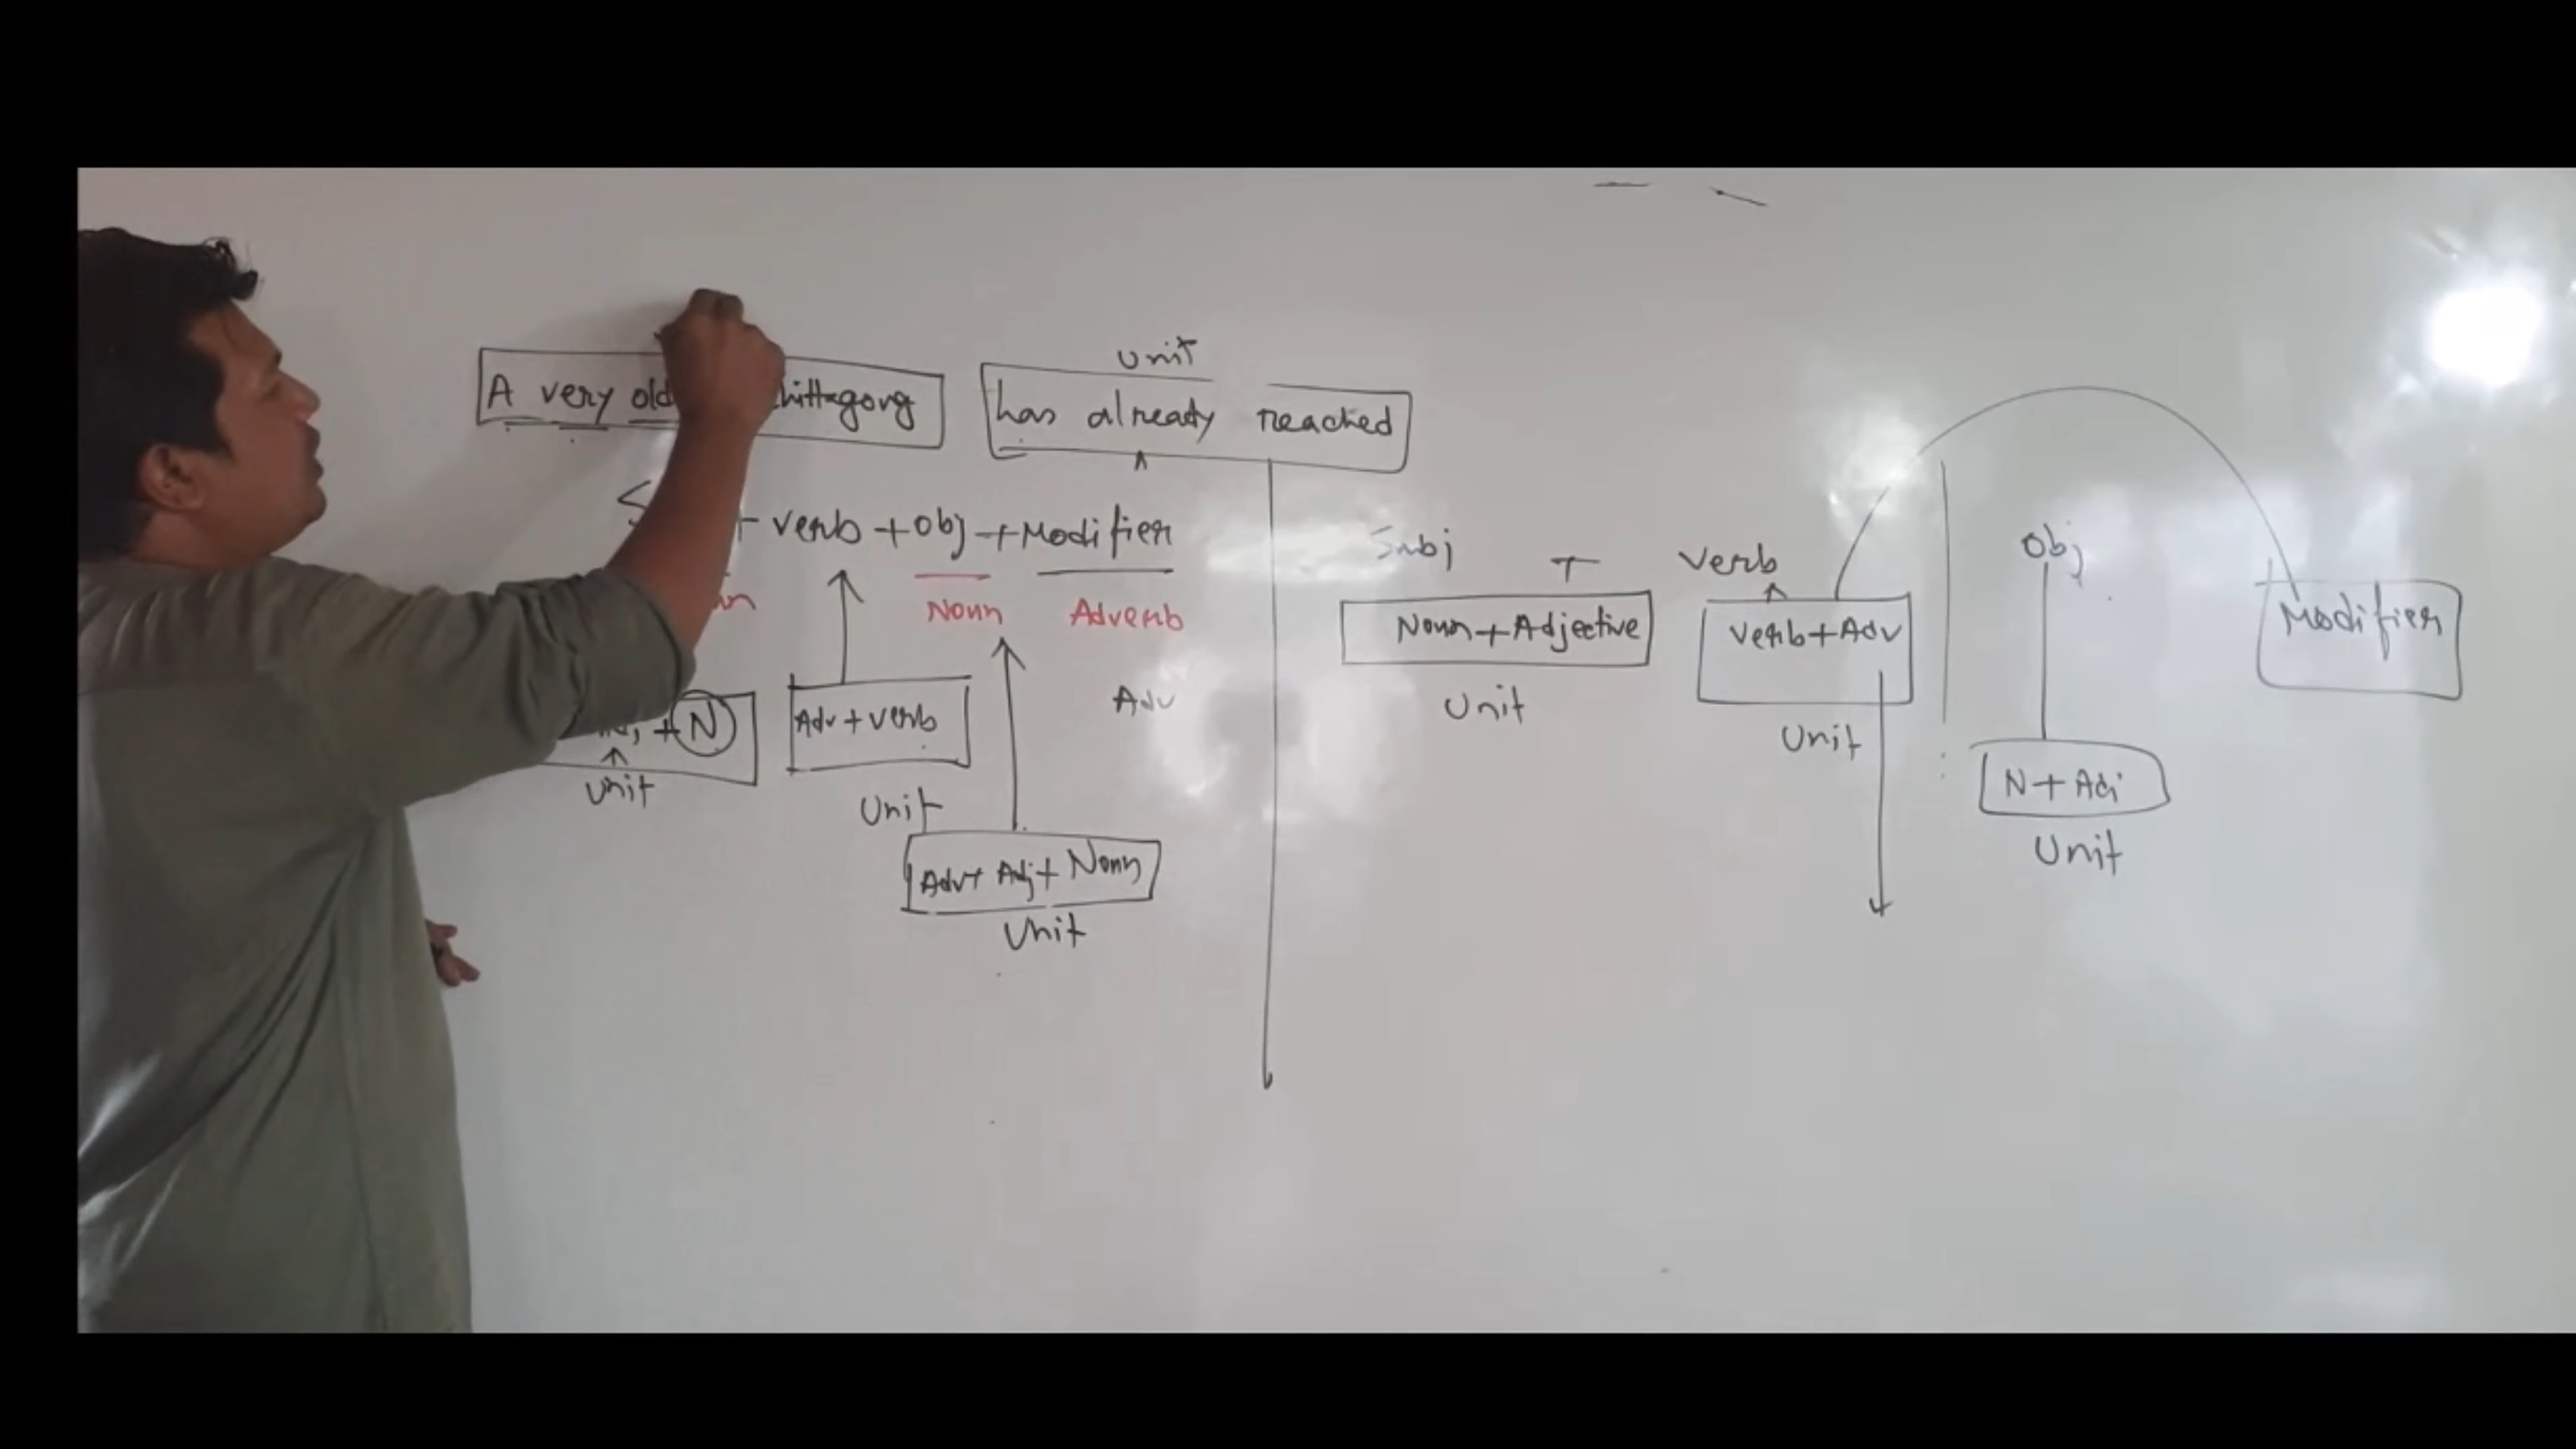 unit
A very old hittagong has already reached
+ verb + obj + Modifier
Subj + verb obj
Noun Adverb
Noun + Adjective verb + Adv Modifier
+ N Adv + verb Adv Unit Unit
unit Unit N + Adj
Adv + Adj + Noun Unit
Unit